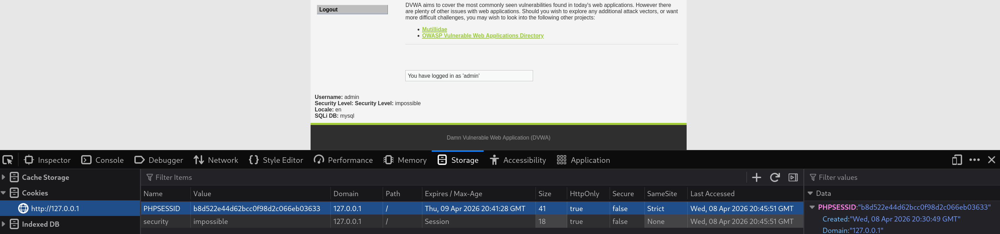 Logout
DVWA aims to cover the most commonly seen vulnerabilities found in today's web applications. However there
are plenty of other issues with web applications. Should you wish to explore any additional attack vectors, or want
more difficult challenges, you may wish to look into the following other projects:
• Mutillidae
• OWASP Vulnerable Web Applications Directory
You have logged in as 'admin'
Username: admin
Security Level: Security Level: impossible
Locale: en
SQLi DB: mysql
Damn Vulnerable Web Application (DVWA)
Inspector Console Debugger Network Style Editor Performance Memory Storage Accessibility Application
Cache Storage
Cookies
http://127.0.0.1
Indexed DB
Filter Items
Name Value Domain Path Expires / Max-Age Size HttpOnly Secure SameSite Last Accessed
PHPSESSID b8d522e44d62bcc0f98d2c066eb03633 127.0.0.1 / Thu, 09 Apr 2026 20:41:28 GMT 41 true false Strict Wed, 08 Apr 2026 20:45:51 GMT
security impossible 127.0.0.1 / Session 18 true false None Wed, 08 Apr 2026 20:45:51 GMT
Filter values
Data
PHPSESSID:"b8d522e44d62bcc0f98d2c066eb03633"
Created:"Wed, 08 Apr 2026 20:30:49 GMT"
Domain:"127.0.0.1"